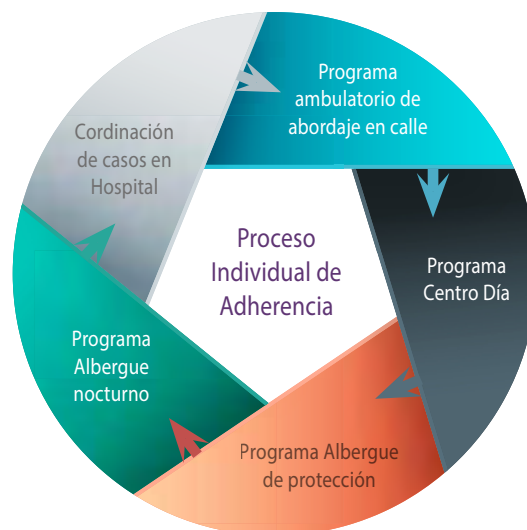 Programa
ambulatorio de
abordaje en calle
Programa
Centro Día
Programa Albergue
de protección
Programa
Albergue
nocturno
Cordinación
de casos en
Hospital
Proceso
Individual de
Adherencia